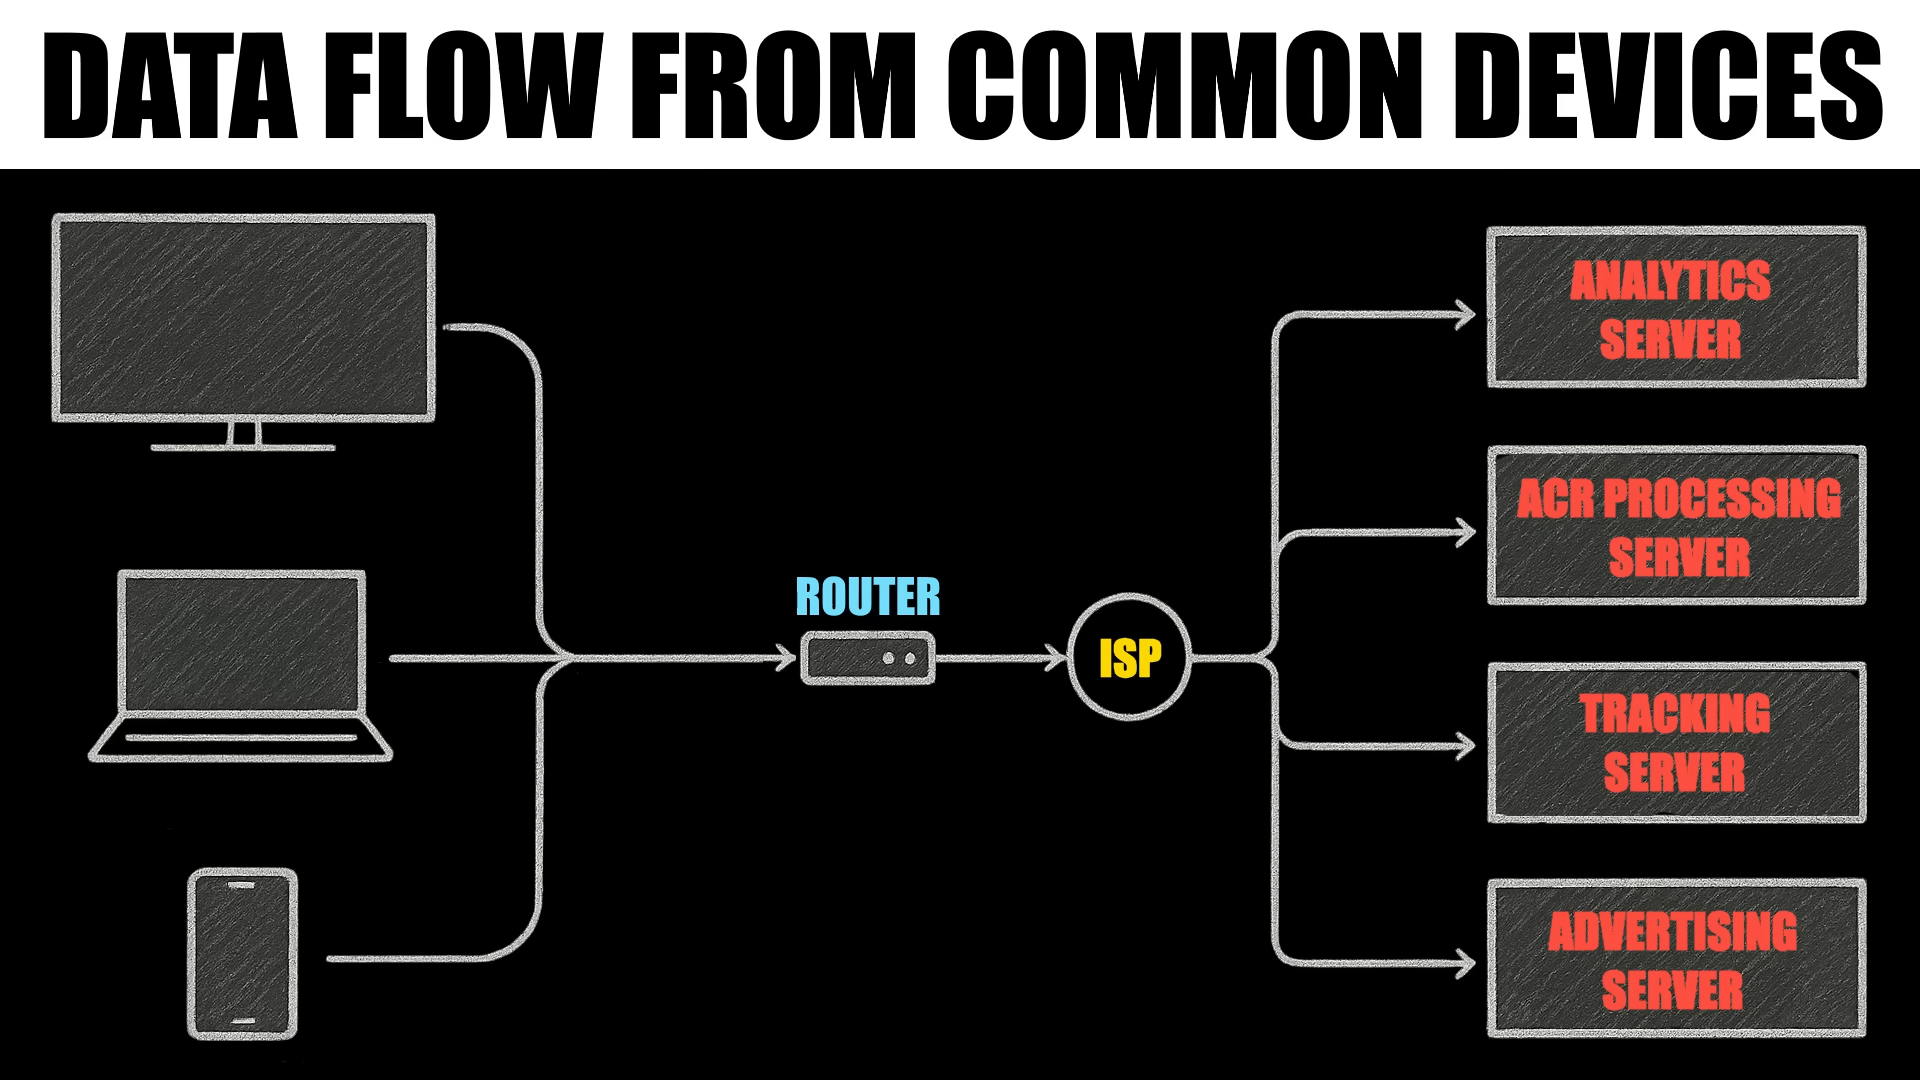 DATA FLOW FROM COMMON DEVICES
ROUTER
ISP
ANALYTICS
SERVER
ACR PROCESSING
SERVER
TRACKING
SERVER
ADVERTISING
SERVER